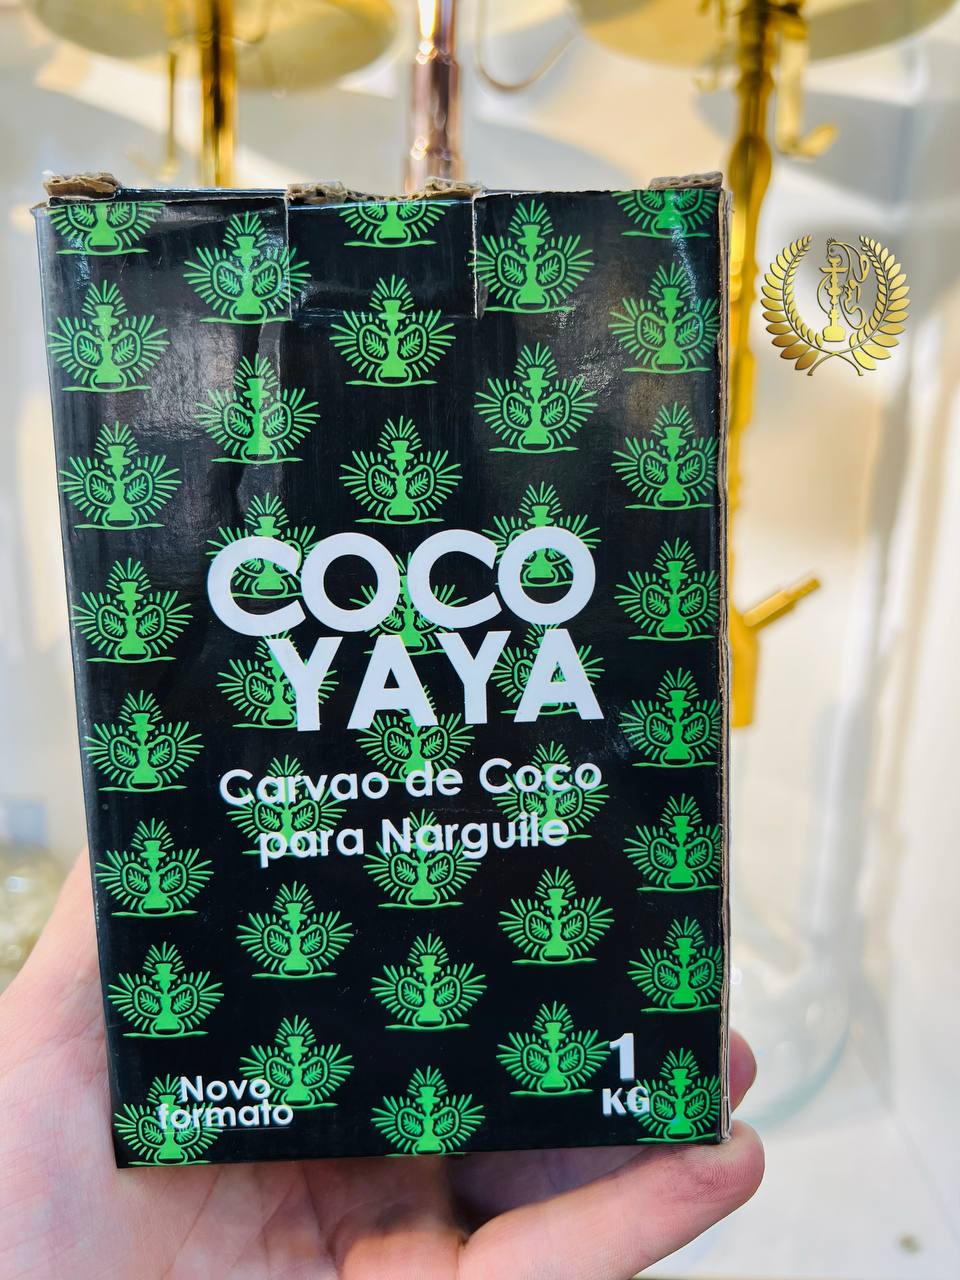 COCO
YAYA
Carvao de Coco
para Narguile
Novo
formato
1
KG